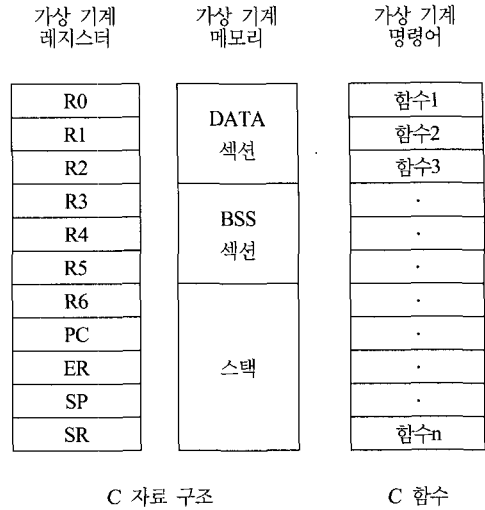 가상 기계
레지스터
가상 기계
메모리
가상 기계
명령어
R0
R1
R2
R3
R4
R5
R6
PC
ER
SP
SR
DATA
섹션
BSS
섹션
스택
함수1
함수2
함수3
.
.
.
.
.
.
.
함수n
C 자료 구조
C 함수